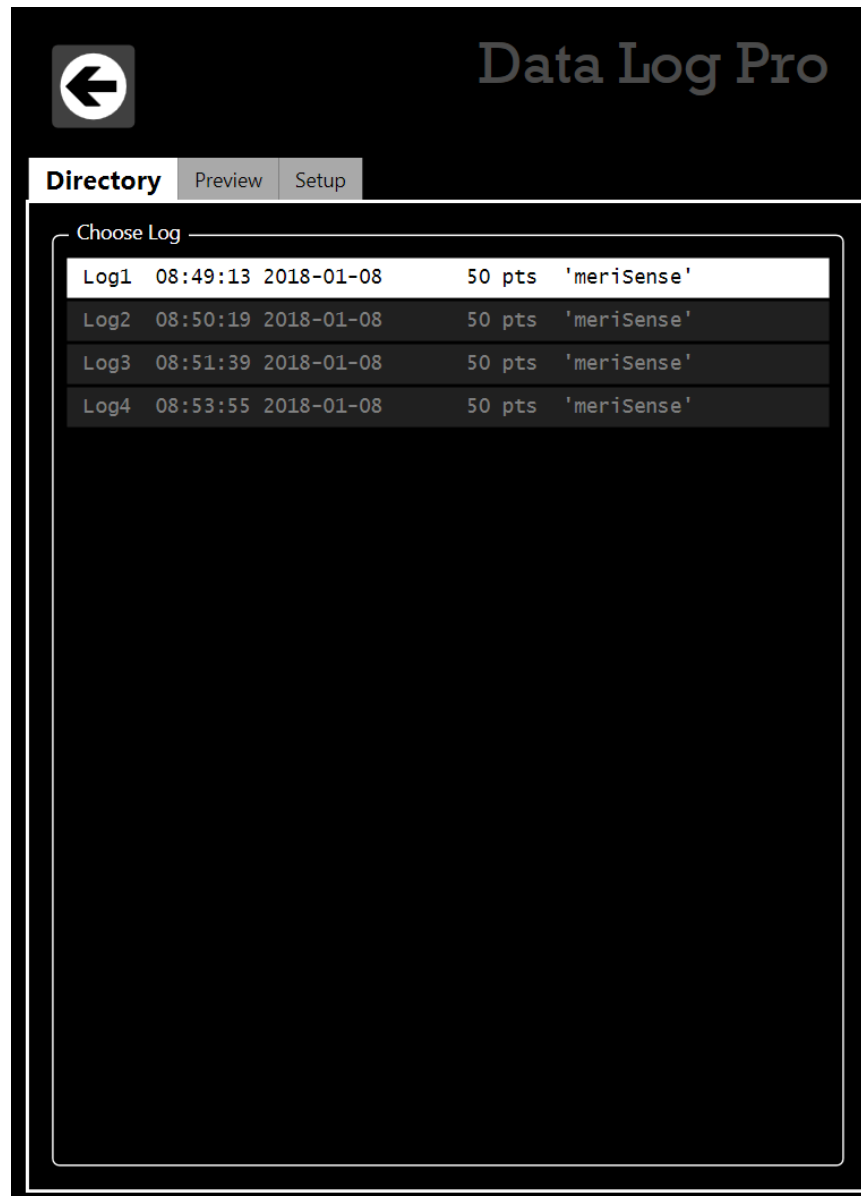 Data Log Pro
Directory Preview Setup
Choose Log
Log1 08:49:13 2018-01-08 50 pts 'meriSense'
Log2 08:50:19 2018-01-08 50 pts 'meriSense'
Log3 08:51:39 2018-01-08 50 pts 'meriSense'
Log4 08:53:55 2018-01-08 50 pts 'meriSense'